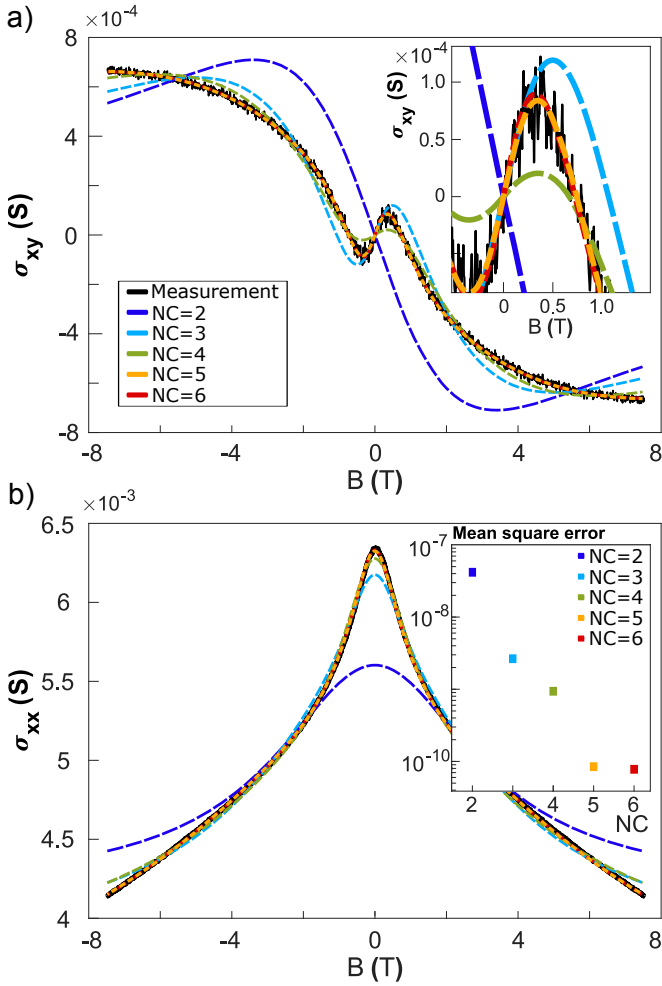 a)
×10⁻⁴
8
4
0
-4
-8
σxy (S)
-8
-4
0
4
8
B (T)
Measurement
NC=2
NC=3
NC=4
NC=5
NC=6
×10⁻⁴
1.0
0.5
0
σxy (S)
0
0.5
1.0
B (T)
b)
×10⁻³
6.5
6
5.5
5
4.5
4
σxx (S)
-8
-4
0
4
8
B (T)
Mean square error
10⁻⁷
10⁻⁸
10⁻¹⁰
NC=2
NC=3
NC=4
NC=5
NC=6
2
3
4
5
6
NC